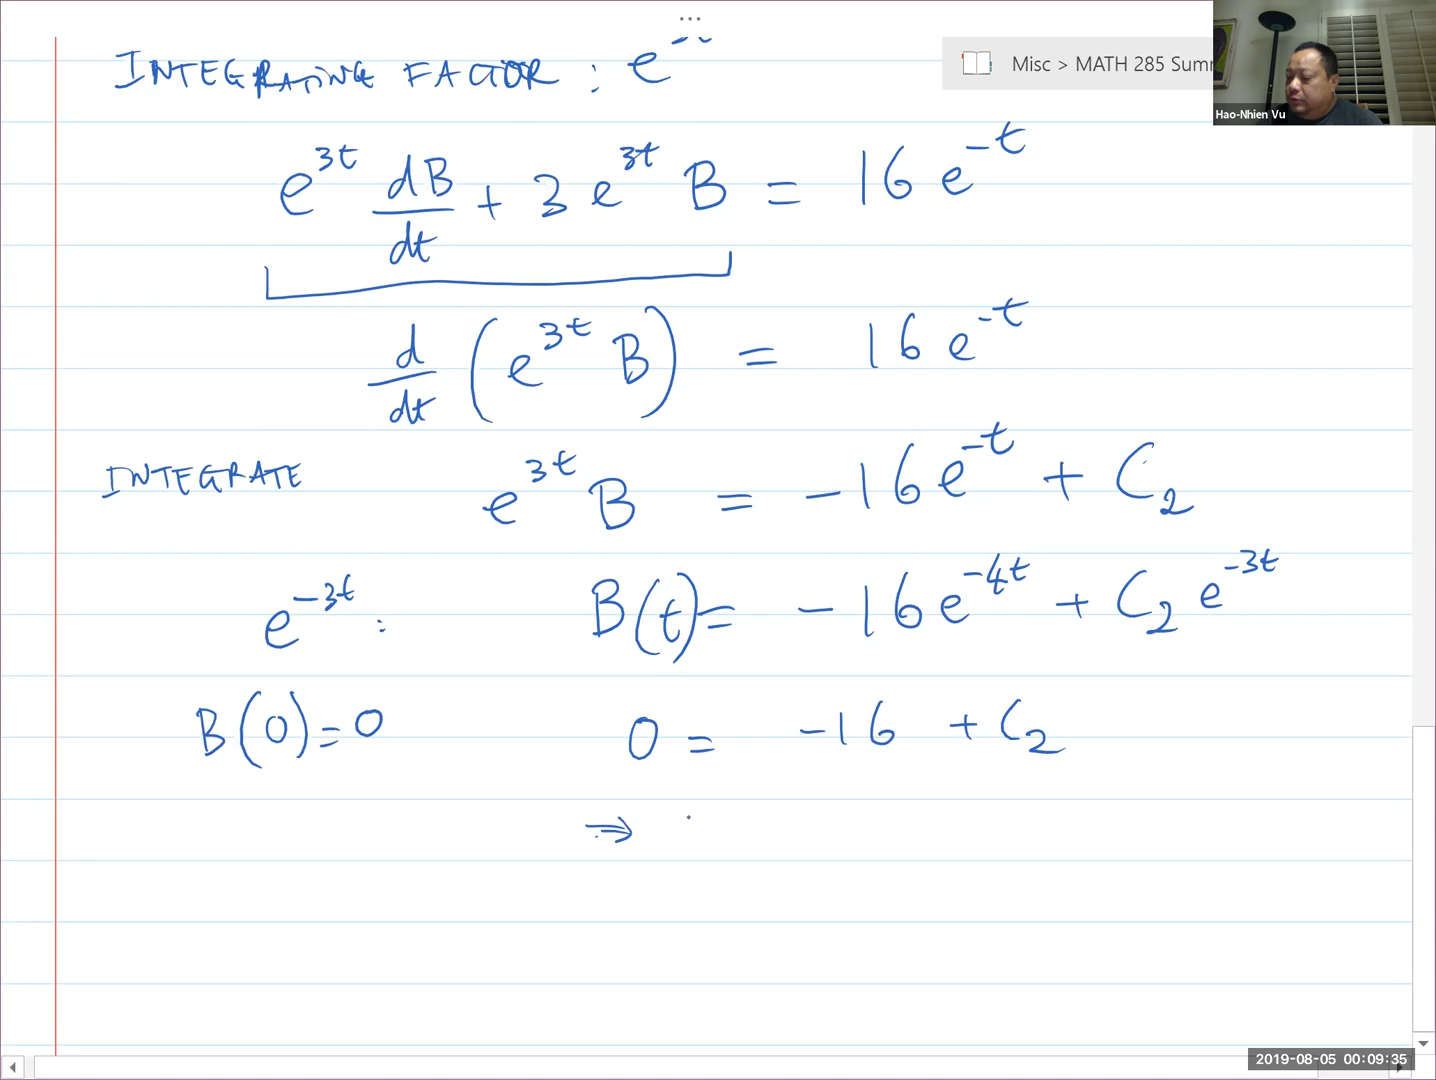 ...
INTEGRATING FACTOR : e
Misc > MATH 285 Sum
Hao-Nhien Vu
e^{3t} dB/dt + 3 e^{3t} B = 16 e^{-t}
d/dt (e^{3t} B) = 16 e^{-t}
INTEGRATE e^{3t} B = -16 e^{-t} + C_2
e^{-3t} : B(t) = -16 e^{-4t} + C_2 e^{-3t}
B(0) = 0 0 = -16 + C_2
⇒
2019-08-05 00:09:35